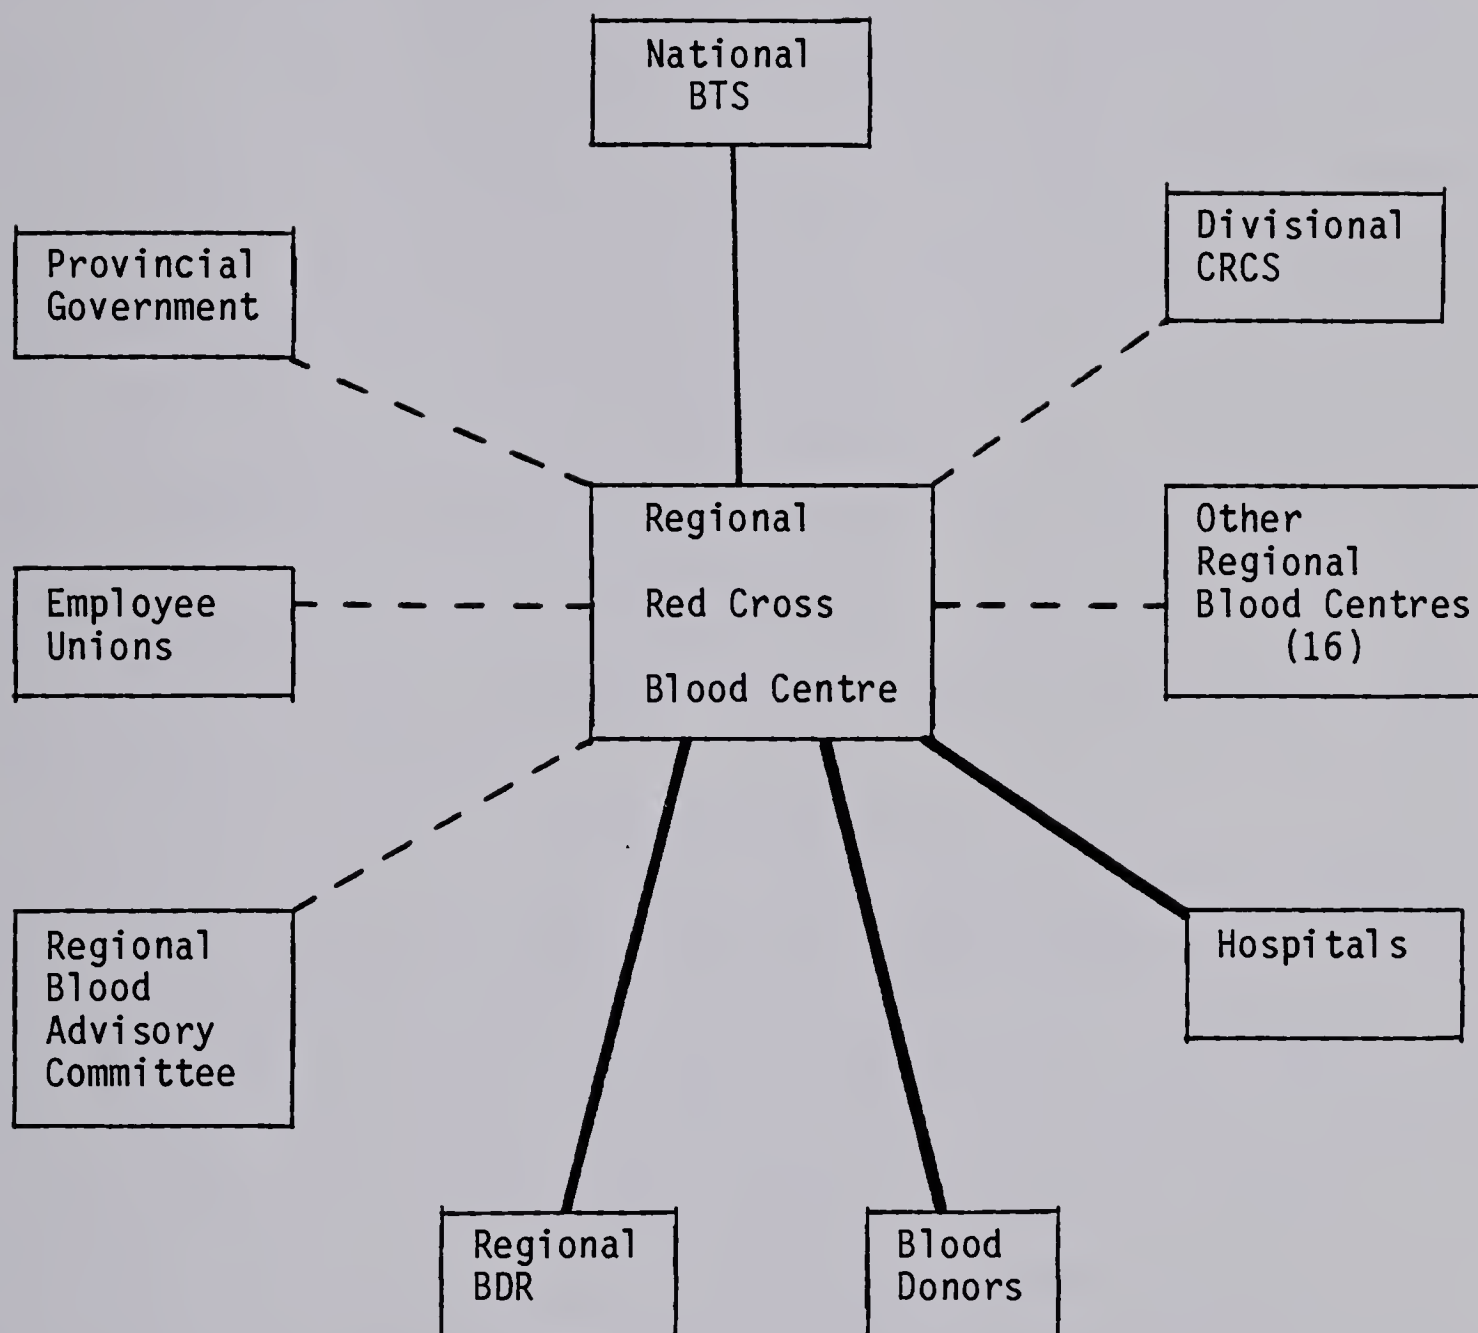 National
BTS
Divisional
CRCS
Provincial
Government
Regional
Red Cross
Blood Centre
Other
Regional
Blood Centres
(16)
Employee
Unions
Regional
Blood
Advisory
Committee
Hospitals
Regional
BDR
Blood
Donors